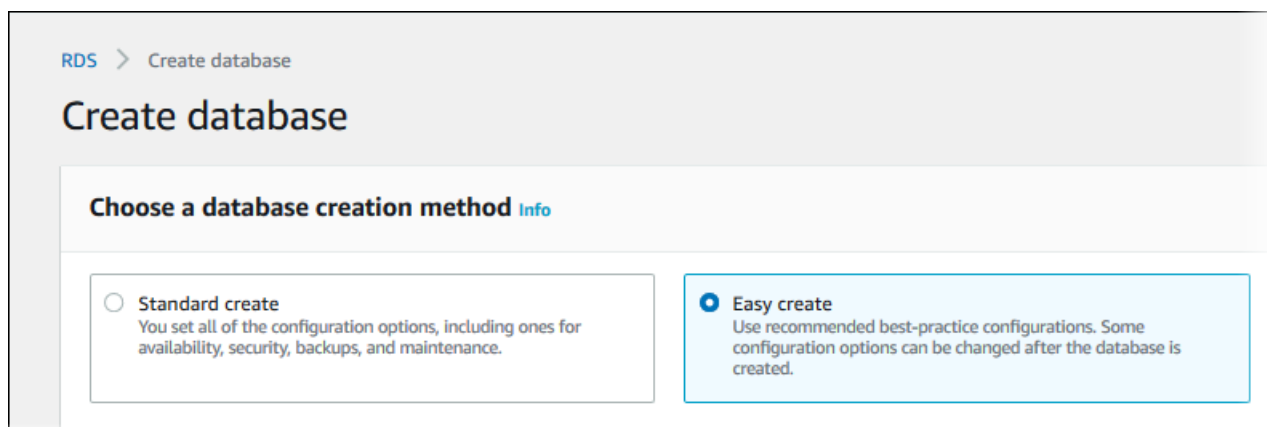 RDS > Create database
Create database
Choose a database creation method Info
Standard create
You set all of the configuration options, including ones for
availability, security, backups, and maintenance.
Easy create
Use recommended best-practice configurations. Some
configuration options can be changed after the database is
created.